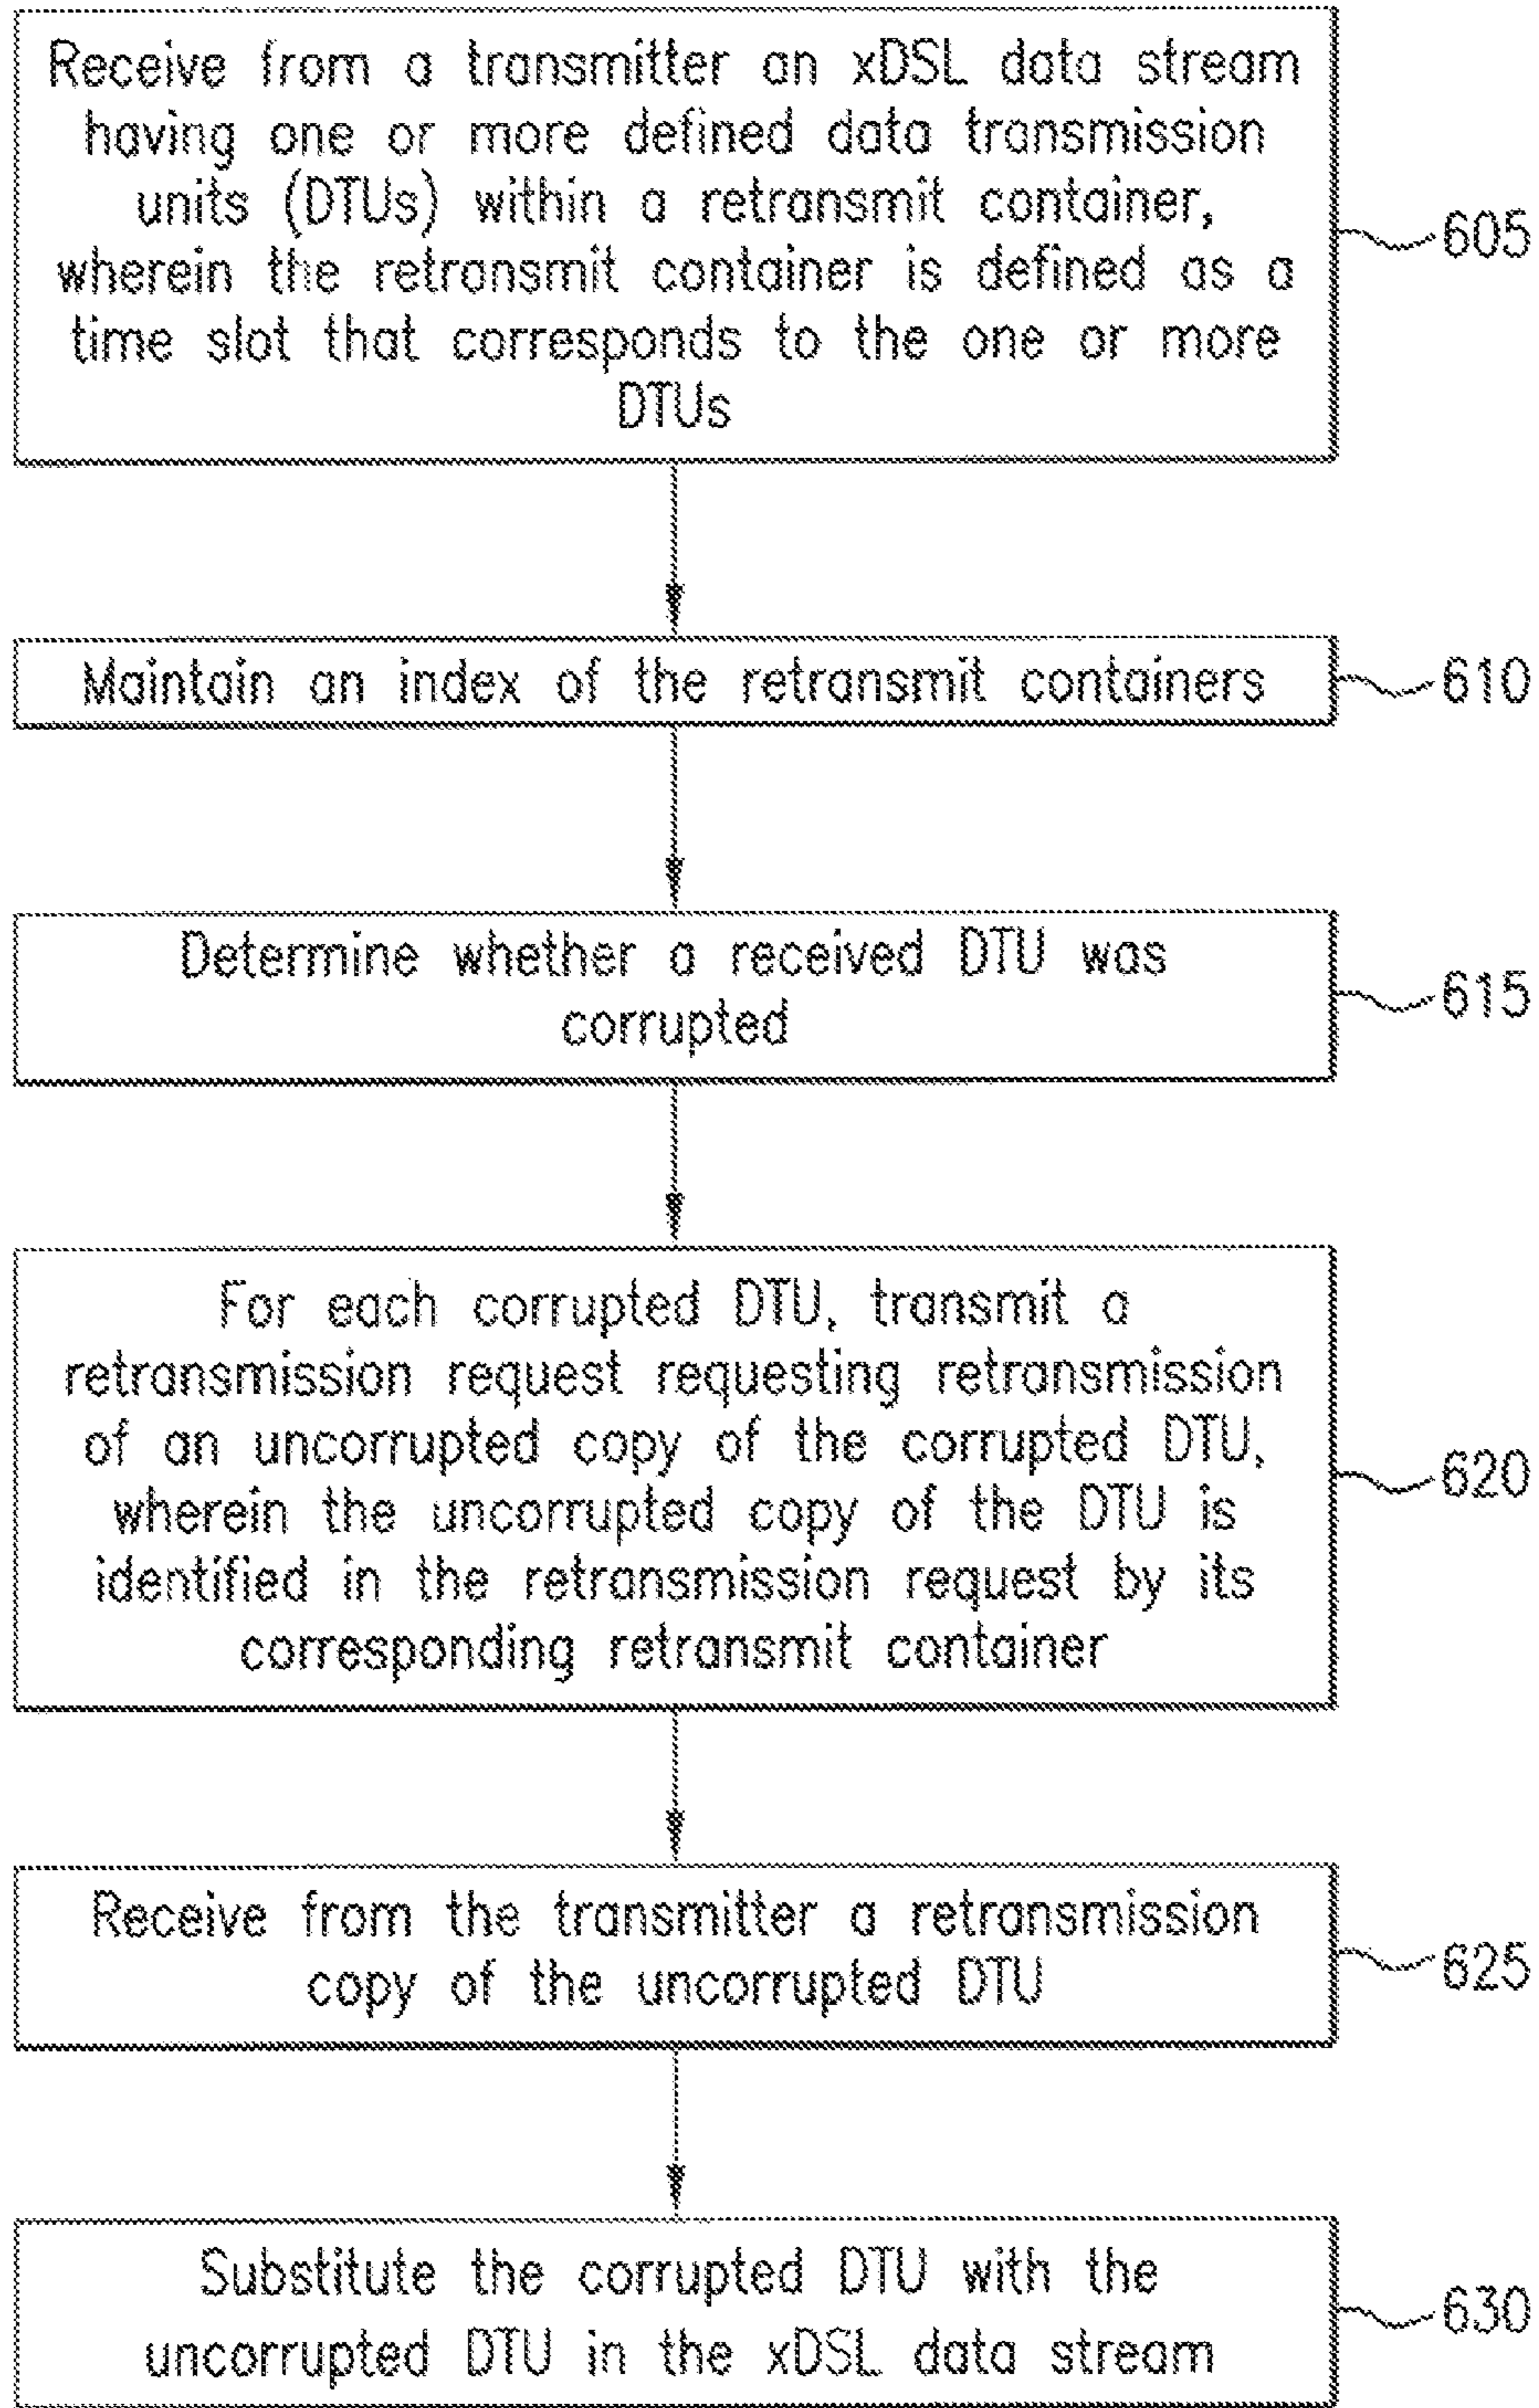 Receive from a transmitter an xDSL data stream
having one or more defined data transmission
units (DTUs) within a retransmit container,
wherein the retransmit container is defined as a
time slot that corresponds to the one or more
DTUs
605
Maintain an index of the retransmit containers
610
Determine whether a received DTU was
corrupted
615
For each corrupted DTU, transmit a
retransmission request requesting retransmission
of an uncorrupted copy of the corrupted DTU,
wherein the uncorrupted copy of the DTU is
identified in the retransmission request by its
corresponding retransmit container
620
Receive from the transmitter a retransmission
copy of the uncorrupted DTU
625
Substitute the corrupted DTU with the
uncorrupted DTU in the xDSL data stream
630